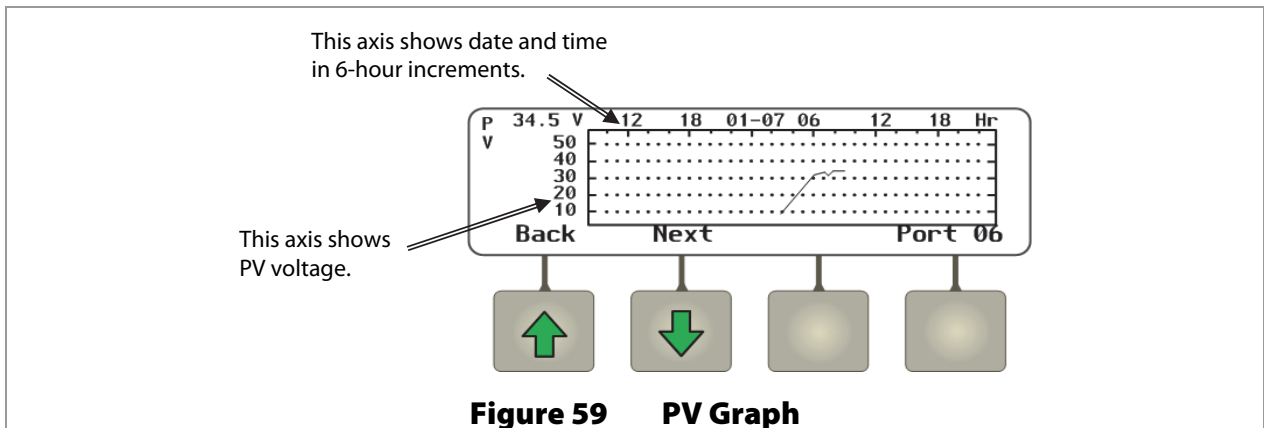 This axis shows date and time
in 6-hour increments.
P 34.5 V 12 18 01-07 06 12 18 Hr
V 50
40
30
20
10
This axis shows
PV voltage.
Back Next Port 06
Figure 59 PV Graph